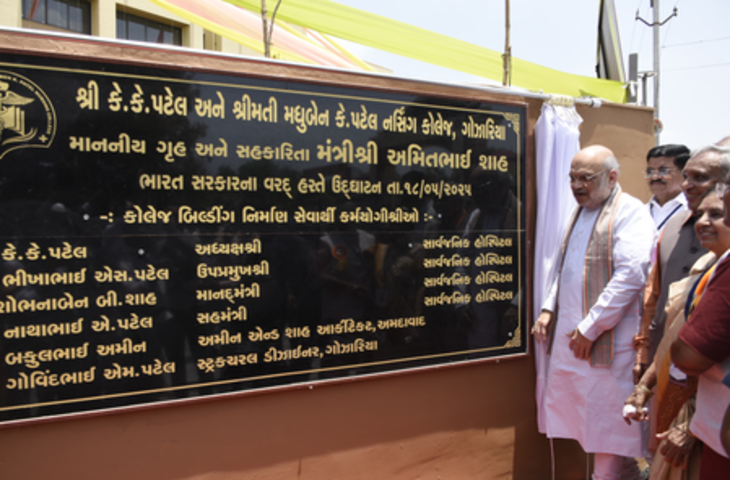 શ્રી કે.કે.પટેલ અને શ્રીમતી મધુબેન કે.પટેલ નર્સિંગ કોલેજ, ગોઝારિયા
માનનીય ગૃહ અને સહકારિતા મંત્રીશ્રી અમિતભાઈ શાહ
ભારત સરકારના વરદ્ હસ્તે ઉદ્ઘાટન તા.૧૮/૦૫/૨૦૨૫
-: કોલેજ બિલ્ડીંગ નિર્માણ સેવાર્થી કર્મયોગીશ્રીઓ :-
કે.કે.પટેલ અધ્યક્ષશ્રી સાર્વજનિક હોસ્પિટલ
ભીખાભાઈ એસ.પટેલ ઉપપ્રમુખશ્રી સાર્વજનિક હોસ્પિટલ
શોભનાબેન બી.શાહ માનદ્મંત્રી સાર્વજનિક હોસ્પિટલ
નાથાભાઈ એ.પટેલ સહમંત્રી સાર્વજનિક હોસ્પિટલ
બકુલભાઈ અમીન અમીન એન્ડ શાહ આર્કીટેકટ, અમદાવાદ
ગોવિંદભાઈ એમ.પટેલ સ્ટ્રકચરલ ડીઝાઈનર, ગોઝારિયા